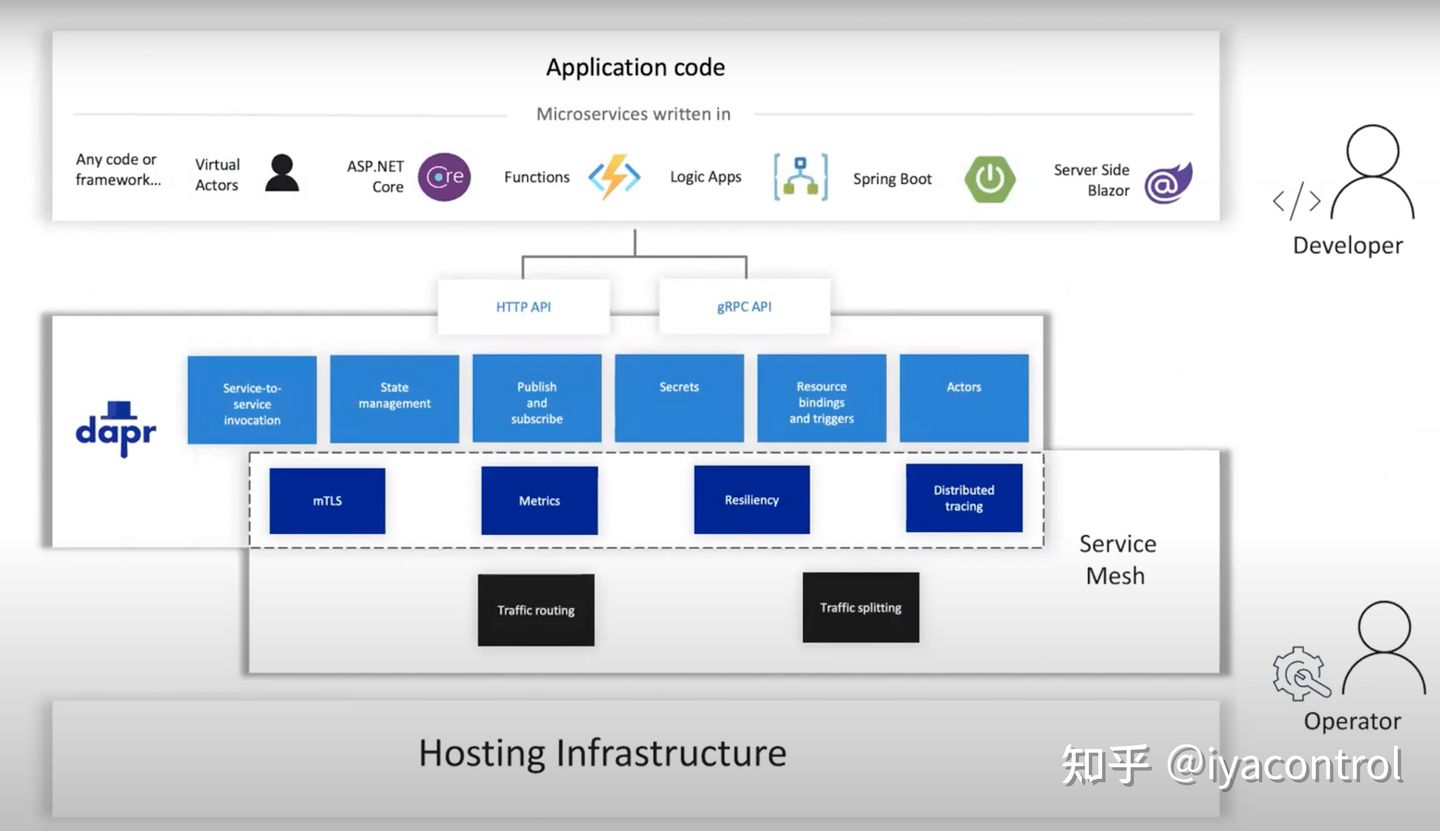 Application code
Microservices written in
Any code or
framework...
Virtual
Actors
ASP.NET
Core
Core
Functions
Logic Apps
Spring Boot
Server Side
Blazor
@
</>
Developer
HTTP API
gRPC API
dapr
Service-to-
service
invocation
State
management
Publish
and
subscribe
Secrets
Resource
bindings
and triggers
Actors
mTLS
Metrics
Resiliency
Distributed
tracing
Service
Mesh
Traffic routing
Traffic splitting
Operator
Hosting Infrastructure
知乎 @iyacontrol